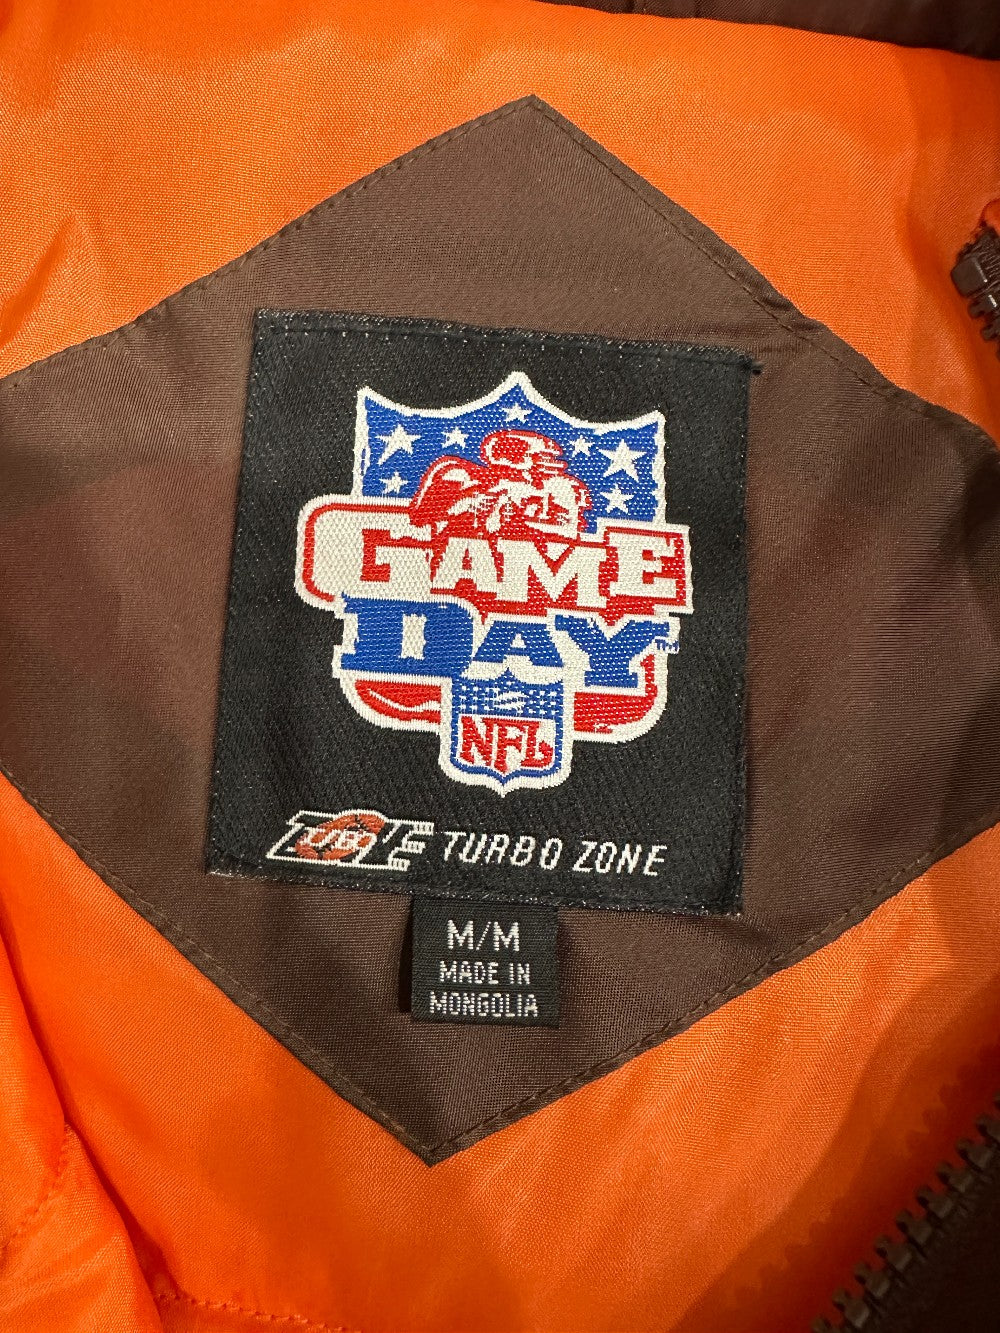 GAME
DAY
NFL
TURBO ZONE
M/M
MADE IN
MONGOLIA